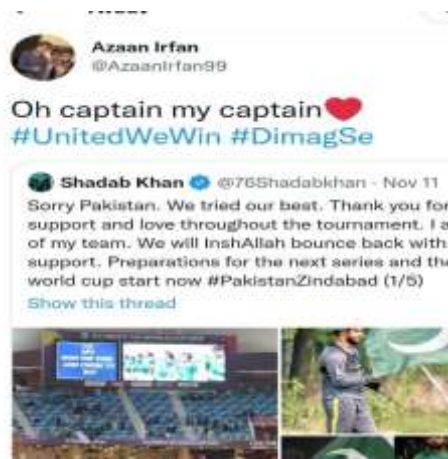 Azaan Irfan
@AzaanIrfan99
Oh captain my captain❤️
#UnitedWeWin #DimagSe
Shadab Khan @76Shadabkhan · Nov 11
Sorry Pakistan. We tried our best. Thank you for
support and love throughout the tournament. I a
of my team. We will InshAllah bounce back with
support. Preparations for the next series and the
world cup start now #PakistanZindabad (1/5)
Show this thread